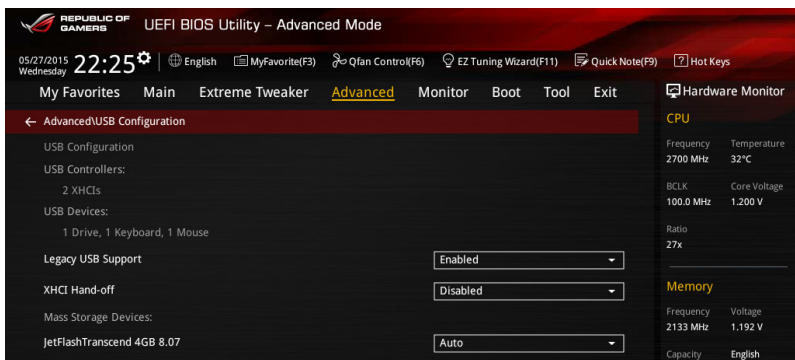 REPUBLIC OF GAMERS UEFI BIOS Utility – Advanced Mode
05/27/2015 Wednesday 22:25 English MyFavorite(F3) Qfan Control(F6) EZ Tuning Wizard(F11) Quick Note(F9) ? Hot Keys
My Favorites Main Extreme Tweaker Advanced Monitor Boot Tool Exit
← Advanced\USB Configuration
USB Configuration
USB Controllers:
2 XHCIs
USB Devices:
1 Drive, 1 Keyboard, 1 Mouse
Legacy USB Support Enabled
XHCI Hand-off Disabled
Mass Storage Devices:
JetFlashTranscend 4GB 8.07 Auto
Hardware Monitor
CPU
Frequency Temperature
2700 MHz 32°C
BCLK Core Voltage
100.0 MHz 1.200 V
Ratio
27x
Memory
Frequency Voltage
2133 MHz 1.192 V
Capacity English